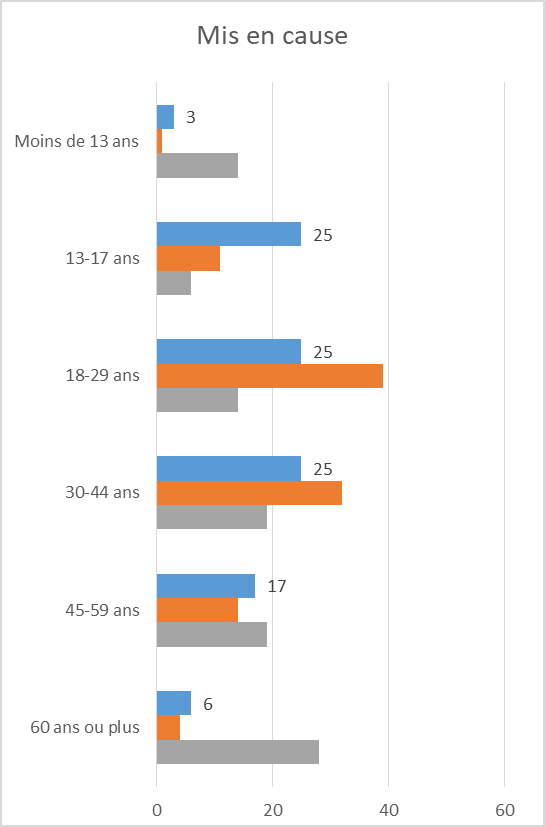 Mis en cause
Moins de 13 ans 3
13-17 ans 25
18-29 ans 25
30-44 ans 25
45-59 ans 17
60 ans ou plus 6
0 20 40 60